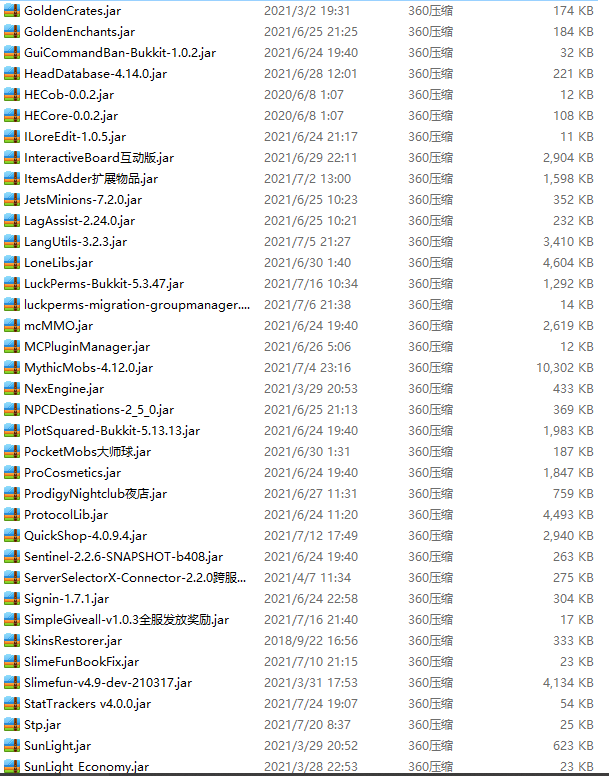 GoldenCrates.jar 2021/3/2 19:31 360压缩 174 KB
GoldenEnchants.jar 2021/6/25 21:25 360压缩 184 KB
GuiCommandBan-Bukkit-1.0.2.jar 2021/6/24 19:40 360压缩 32 KB
HeadDatabase-4.14.0.jar 2021/6/28 12:01 360压缩 221 KB
HECob-0.0.2.jar 2020/6/8 1:07 360压缩 12 KB
HECore-0.0.2.jar 2020/6/8 1:07 360压缩 108 KB
ILoreEdit-1.0.5.jar 2021/6/24 21:17 360压缩 11 KB
InteractiveBoard互动版.jar 2021/6/29 22:11 360压缩 2,904 KB
ItemsAdder扩展物品.jar 2021/7/2 13:00 360压缩 1,598 KB
JetsMinions-7.2.0.jar 2021/6/25 10:23 360压缩 352 KB
LagAssist-2.24.0.jar 2021/6/25 10:21 360压缩 232 KB
LangUtils-3.2.3.jar 2021/7/5 21:27 360压缩 3,410 KB
LoneLibs.jar 2021/6/30 1:40 360压缩 4,604 KB
LuckPerms-Bukkit-5.3.47.jar 2021/7/16 10:34 360压缩 1,292 KB
luckperms-migration-groupmanager.... 2021/7/6 21:38 360压缩 14 KB
mcMMO.jar 2021/6/24 19:40 360压缩 2,619 KB
MCPluginManager.jar 2021/6/26 5:06 360压缩 12 KB
MythicMobs-4.12.0.jar 2021/7/4 23:16 360压缩 10,302 KB
NexEngine.jar 2021/3/29 20:53 360压缩 433 KB
NPCDestinations-2_5_0.jar 2021/6/25 21:13 360压缩 369 KB
PlotSquared-Bukkit-5.13.13.jar 2021/6/24 19:40 360压缩 1,983 KB
PocketMobs大师球.jar 2021/6/30 1:31 360压缩 187 KB
ProCosmetics.jar 2021/6/24 19:40 360压缩 1,847 KB
ProdigyNightclub夜店.jar 2021/6/27 11:31 360压缩 759 KB
ProtocolLib.jar 2021/6/24 11:20 360压缩 4,493 KB
QuickShop-4.0.9.4.jar 2021/7/12 17:49 360压缩 2,940 KB
Sentinel-2.2.6-SNAPSHOT-b408.jar 2021/6/24 19:40 360压缩 263 KB
ServerSelectorX-Connector-2.2.0跨服... 2021/4/7 11:34 360压缩 275 KB
Signin-1.7.1.jar 2021/6/24 22:58 360压缩 304 KB
SimpleGiveall-v1.0.3全服发放奖励.jar 2021/7/16 21:40 360压缩 17 KB
SkinsRestorer.jar 2018/9/22 16:56 360压缩 333 KB
SlimeFunBookFix.jar 2021/7/10 21:15 360压缩 23 KB
Slimefun-v4.9-dev-210317.jar 2021/3/31 17:53 360压缩 4,134 KB
StatTrackers v4.0.0.jar 2021/7/24 19:07 360压缩 54 KB
Stp.jar 2021/7/20 8:37 360压缩 25 KB
SunLight.jar 2021/3/29 20:52 360压缩 623 KB
SunLight Economy.jar 2021/3/28 22:53 360压缩 23 KB